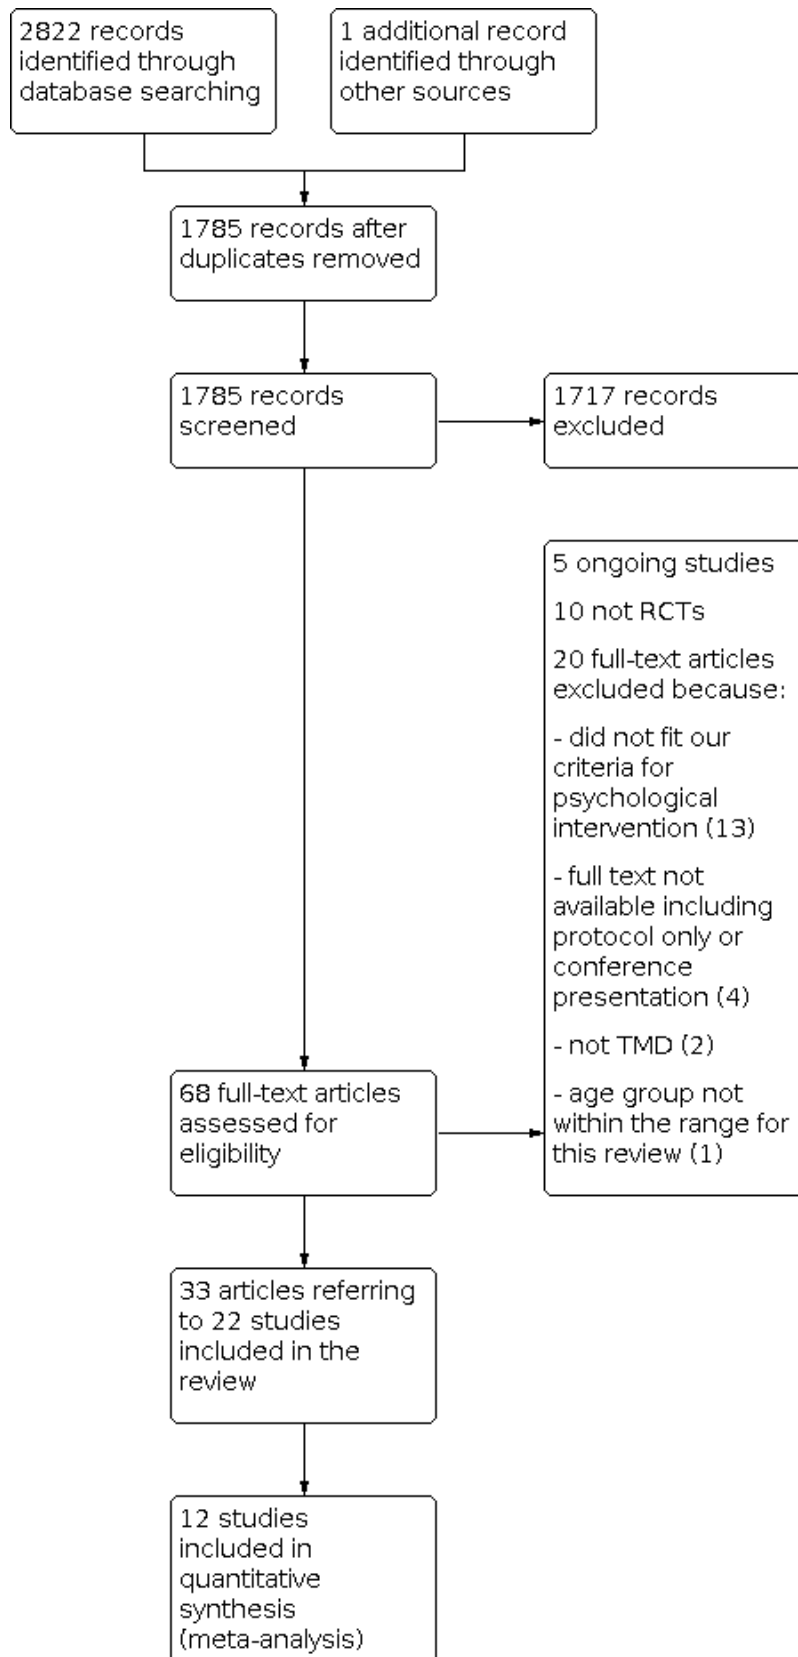 2822 records
identified through
database searching
1 additional record
identified through
other sources
1785 records after
duplicates removed
1785 records
screened
1717 records
excluded
5 ongoing studies
10 not RCTs
20 full-text articles
excluded because:
- did not fit our
criteria for
psychological
intervention (13)
- full text not
available including
protocol only or
conference
presentation (4)
- not TMD (2)
- age group not
within the range for
this review (1)
68 full-text articles
assessed for
eligibility
33 articles referring
to 22 studies
included in the
review
12 studies
included in
quantitative
synthesis
(meta-analysis)